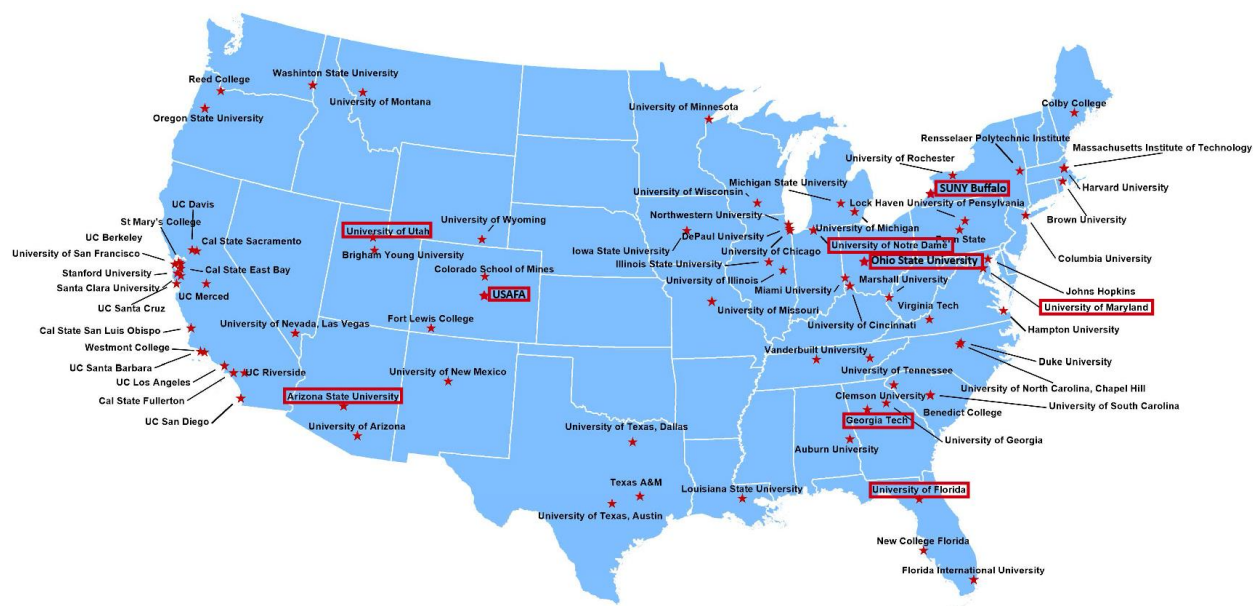 Reed College
Washinton State University
University of Montana
Oregon State University
University of Minnesota
Colby College
Rensselaer Polytechnic Institute
Massachusetts Institute of Technology
University of Rochester
Michigan State University
SUNY Buffalo
Harvard University
University of Wisconsin
Lock Haven University of Pensylvania
UC Davis
St Mary's College
Northwestern University
Brown University
University of Wyoming
University of Utah
University of Michigan
UC Berkeley
Cal State Sacramento
DePaul University
Penn State
University of Notre Dame
Iowa State University
University of San Francisco
Brigham Young University
University of Chicago
Columbia University
Illinois State University
Ohio State University
Stanford University
Cal State East Bay
Colorado School of Mines
University of Illinois
Marshall University
Santa Clara University
Miami University
Johns Hopkins
UC Merced
USAFA
UC Santa Cruz
University of Missouri
Virginia Tech
University of Maryland
Fort Lewis College
University of Cincinnati
Cal State San Luis Obispo
University of Nevada, Las Vegas
Hampton University
Westmont College
Vanderbuilt University
Duke University
UC Santa Barbara
UC Riverside
University of New Mexico
University of Tennessee
UC Los Angeles
University of North Carolina, Chapel Hill
Cal State Fullerton
Arizona State University
Clemson University
University of South Carolina
Benedict College
UC San Diego
Georgia Tech
University of Arizona
University of Texas, Dallas
University of Georgia
Auburn University
Texas A&M
Louisiana State University
University of Florida
University of Texas, Austin
New College Florida
Florida International University